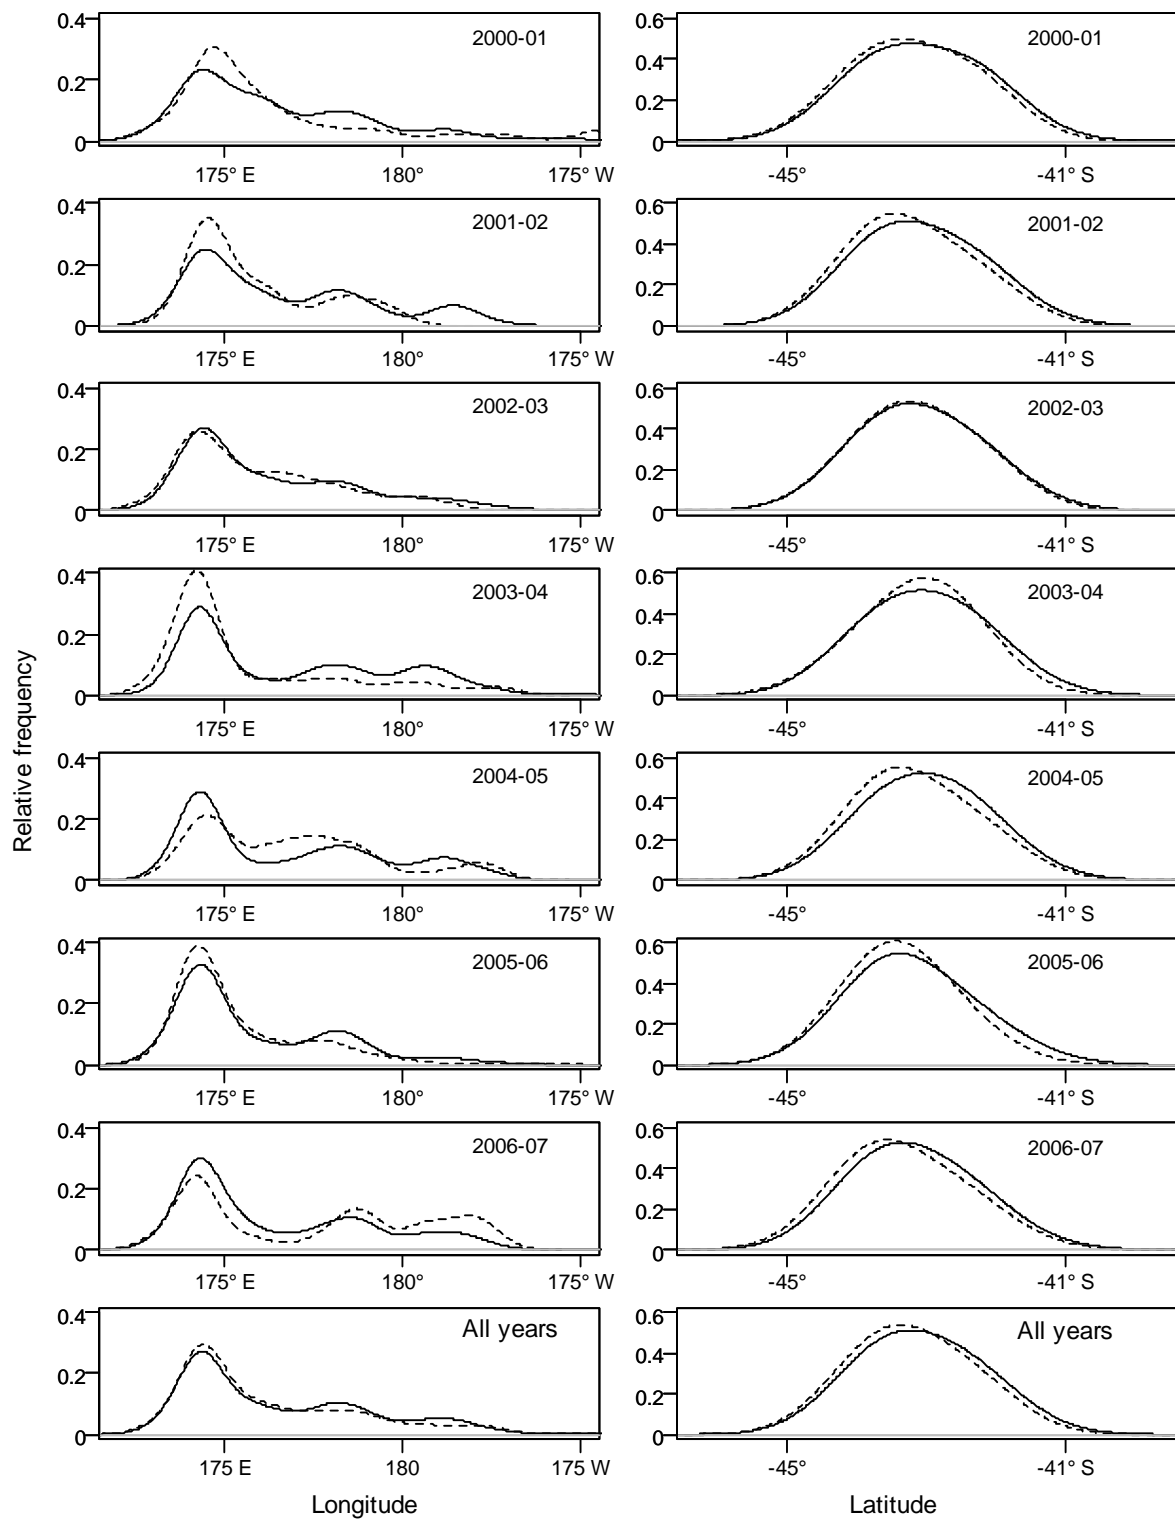 0.4 0.2 0 2000-01 175° E 180° 175° W
0.6 0.4 0.2 0 2000-01 -45° -41° S
0.4 0.2 0 2001-02 175° E 180° 175° W
0.6 0.4 0.2 0 2001-02 -45° -41° S
0.4 0.2 0 2002-03 175° E 180° 175° W
0.6 0.4 0.2 0 2002-03 -45° -41° S
0.4 0.2 0 2003-04 175° E 180° 175° W
0.6 0.4 0.2 0 2003-04 -45° -41° S
Relative frequency
0.4 0.2 0 2004-05 175° E 180° 175° W
0.6 0.4 0.2 0 2004-05 -45° -41° S
0.4 0.2 0 2005-06 175° E 180° 175° W
0.6 0.4 0.2 0 2005-06 -45° -41° S
0.4 0.2 0 2006-07 175° E 180° 175° W
0.6 0.4 0.2 0 2006-07 -45° -41° S
0.4 0.2 0 All years 175 E 180 175 W
0.6 0.4 0.2 0 All years -45° -41° S
Longitude
Latitude